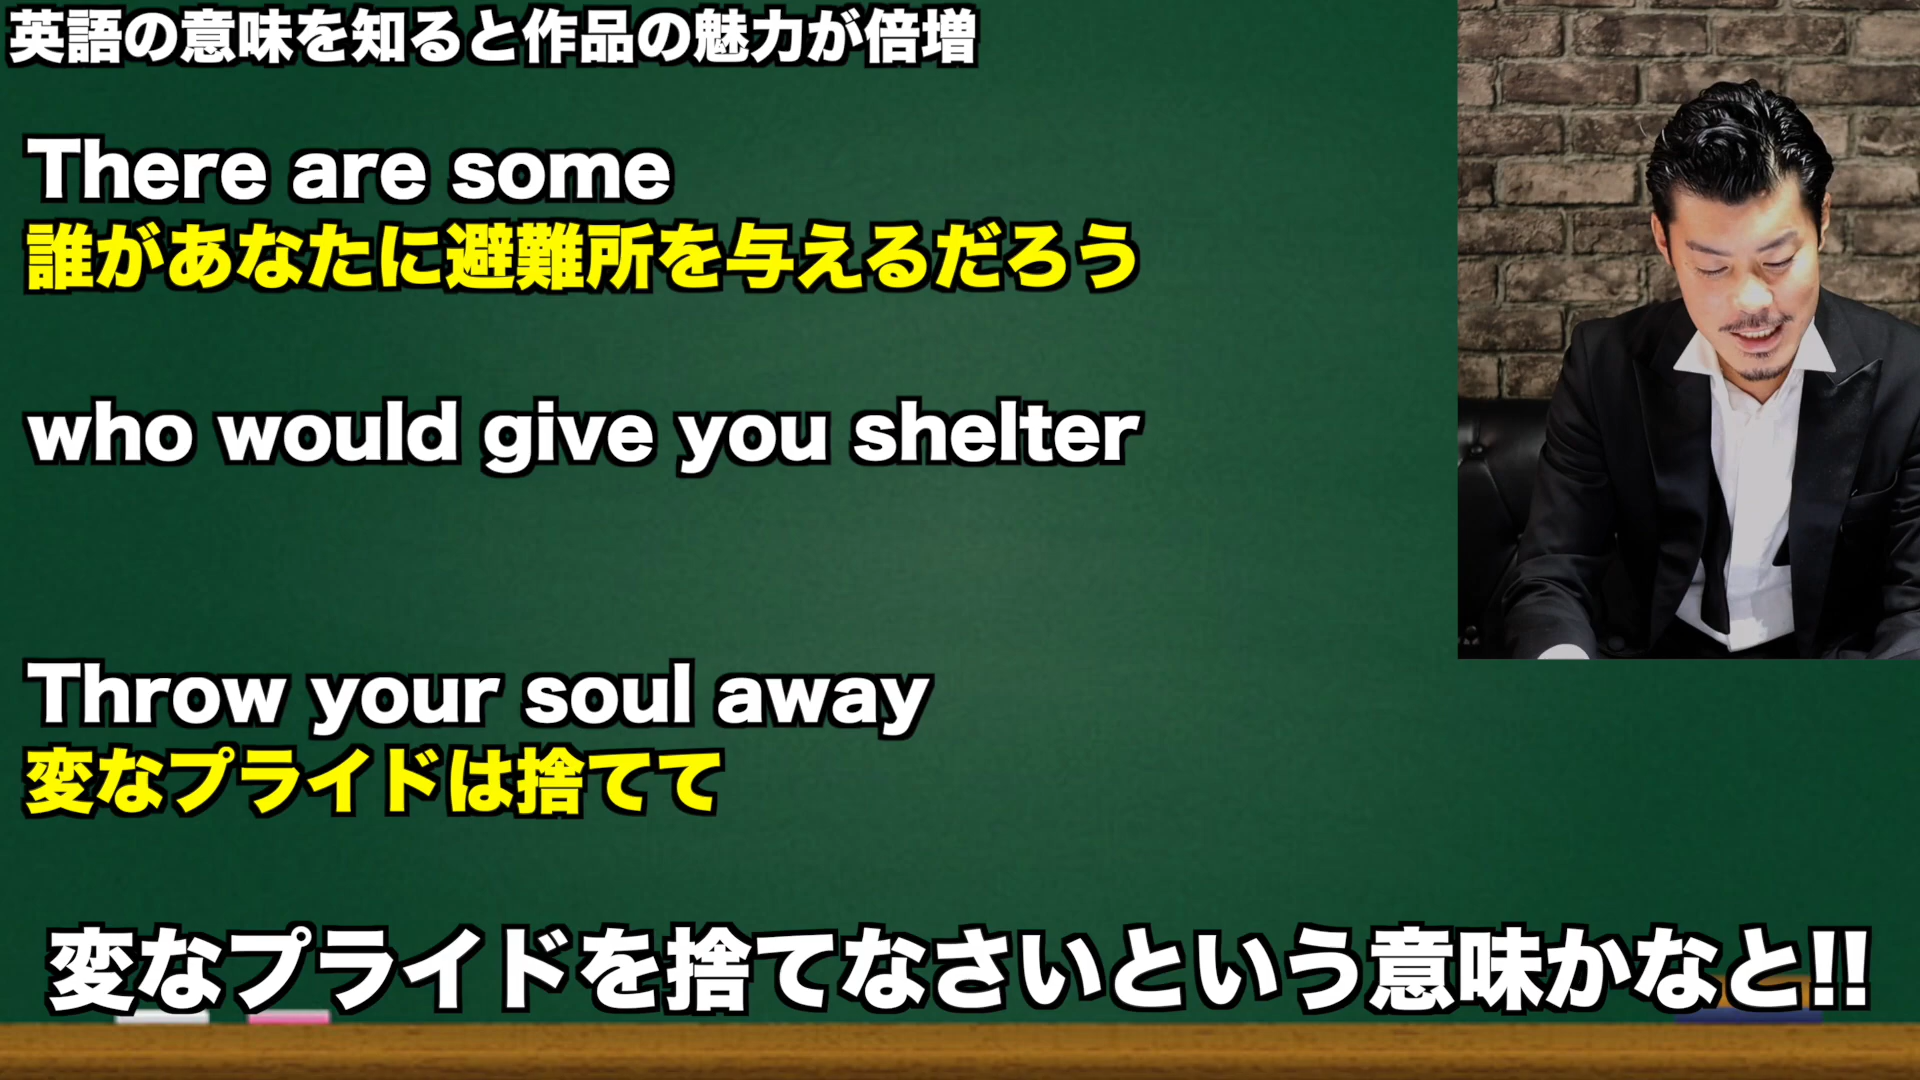 英語の意味を知ると作品の魅力が倍増
There are some
誰があなたに避難所を与えるだろう
who would give you shelter
Throw your soul away
変なプライドは捨てて
変なプライドを捨てなさいという意味かなと!!